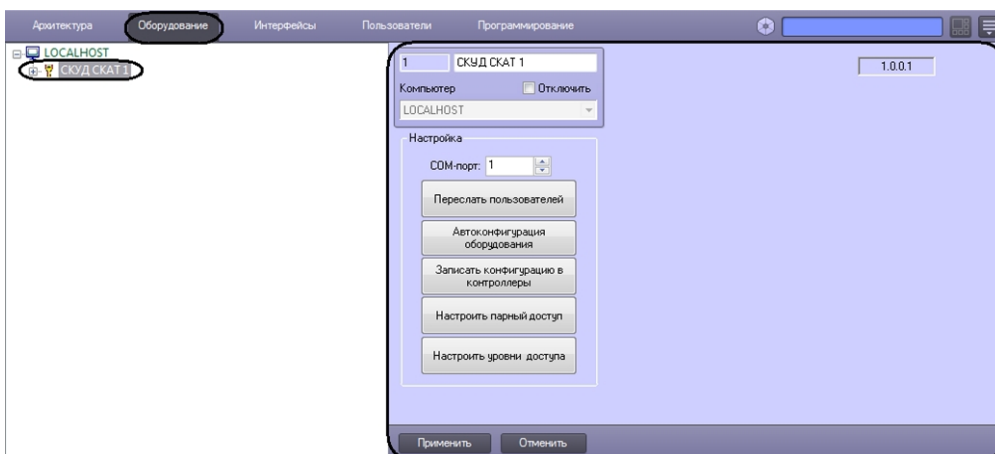 Архитектура Оборудование Интерфейсы Пользователи Программирование
LOCALHOST
СКУД СКАТ 1
1 СКУД СКАТ 1
1.0.0.1
Компьютер Отключить
LOCALHOST
Настройка
COM-порт: 1
Переслать пользователей
Автоконфигурация
оборудования
Записать конфигурацию в
контроллеры
Настроить парный доступ
Настроить уровни доступа
Применить Отменить